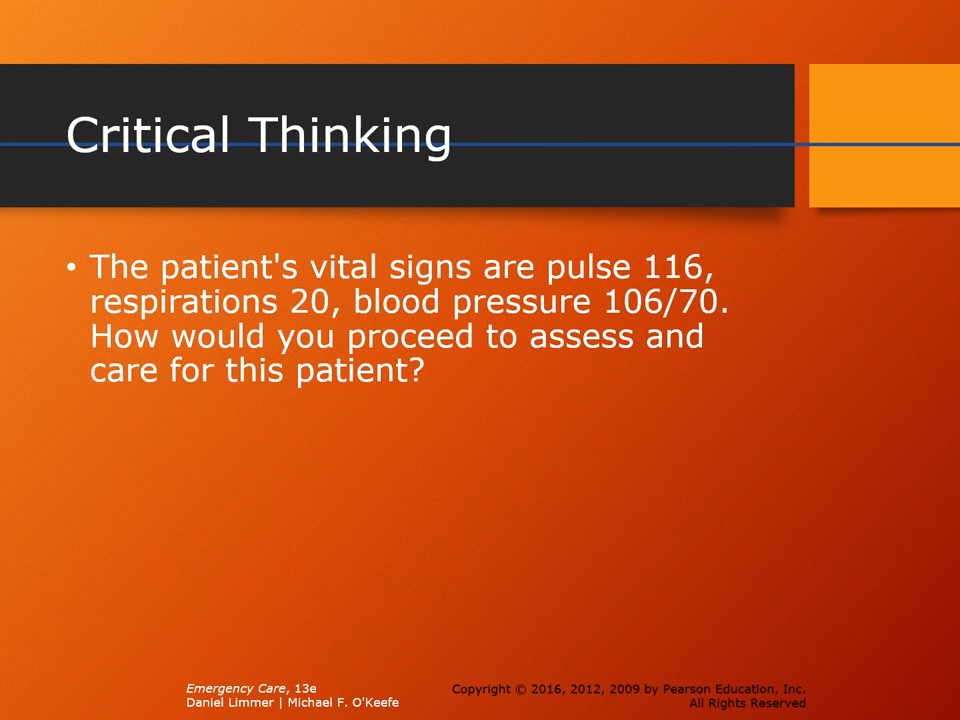 Critical Thinking
• The patient's vital signs are pulse 116,
respirations 20, blood pressure 106/70.
How would you proceed to assess and
care for this patient?
Emergency Care, 13e
Daniel Limmer | Michael F. O'Keefe
Copyright © 2016, 2012, 2009 by Pearson Education, Inc.
All Rights Reserved